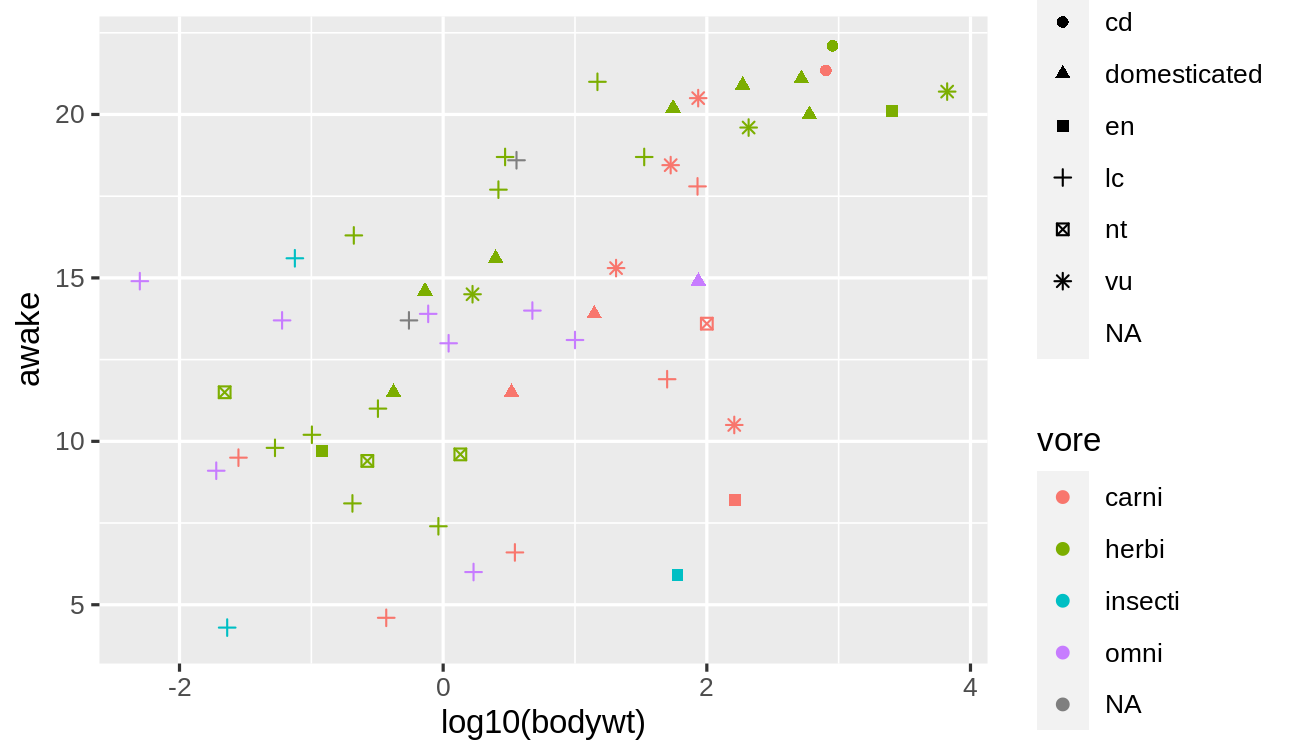 20
15
10
5
-2 0 2 4
log10(bodywt)
awake
cd
domesticated
en
lc
nt
vu
NA
vore
carni
herbi
insecti
omni
NA